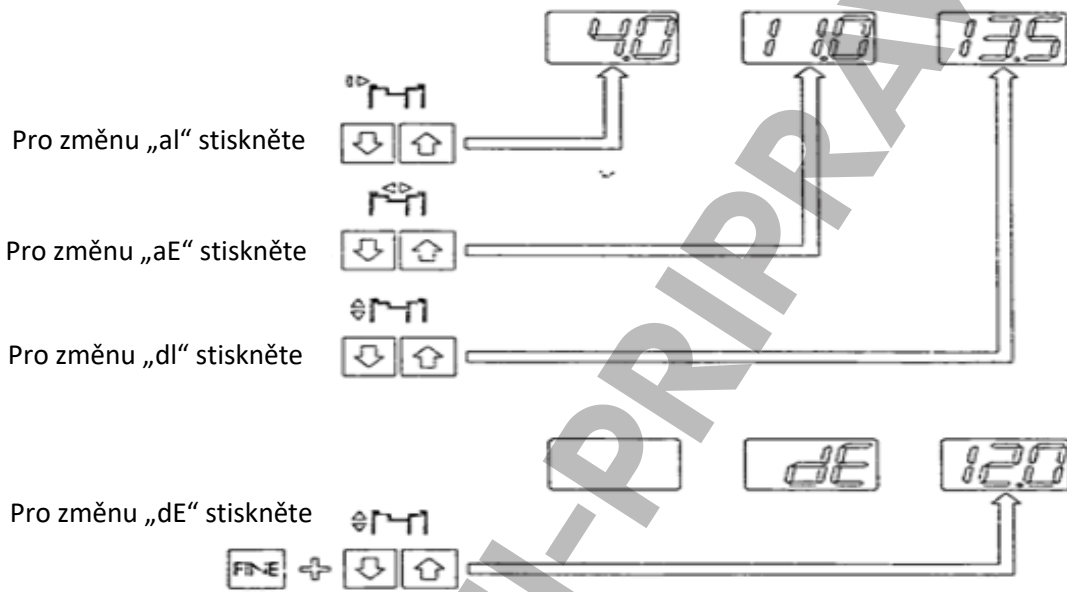 4.0 11.0 13.5
Pro změnu „al“ stiskněte
Pro změnu „aE“ stiskněte
Pro změnu „dl“ stiskněte
dE 12.0
Pro změnu „dE“ stiskněte
FINE +
I-PRIPRAV